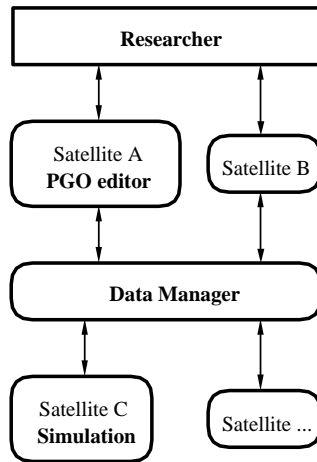 Researcher
Satellite A
PGO editor
Satellite B
Data Manager
Satellite C
Simulation
Satellite ...